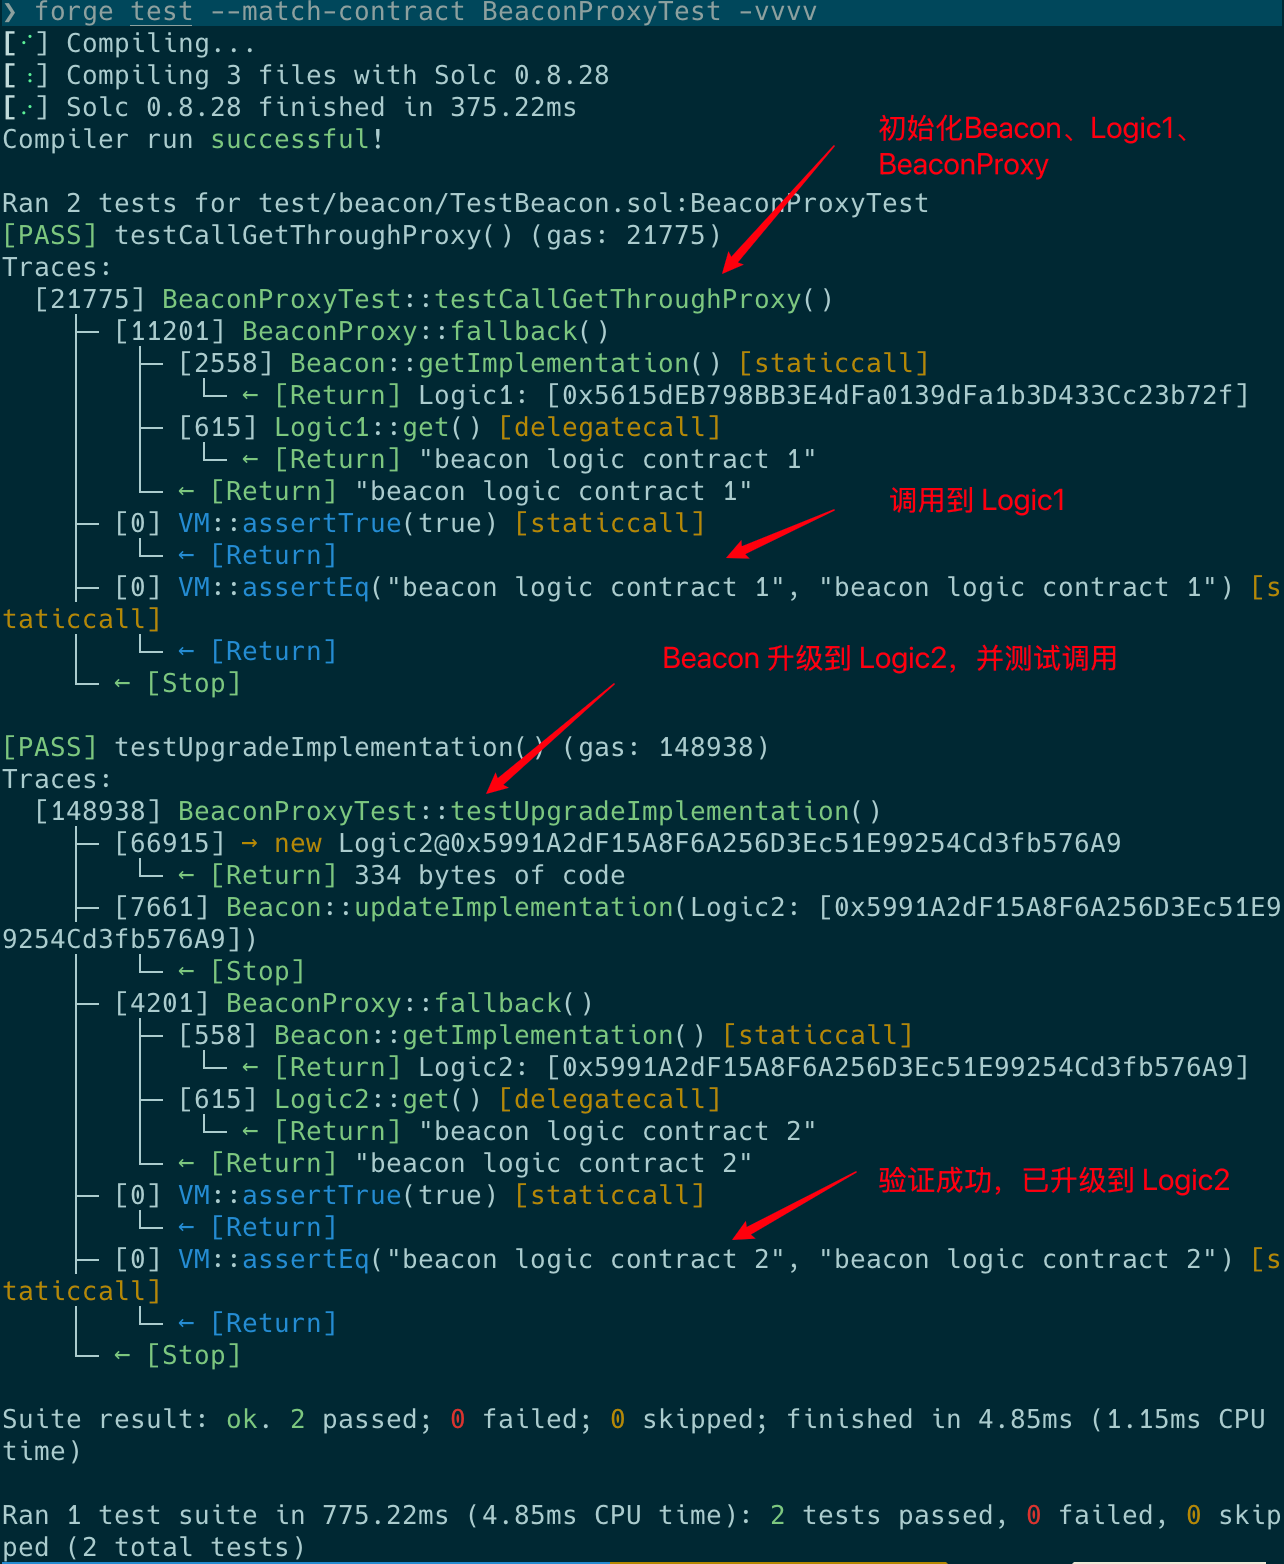 ❯ forge test --match-contract BeaconProxyTest -vvvv
[⠊] Compiling...
[⠰] Compiling 3 files with Solc 0.8.28
[⠔] Solc 0.8.28 finished in 375.22ms
初始化Beacon、Logic1、
Compiler run successful!
BeaconProxy
Ran 2 tests for test/beacon/TestBeacon.sol:BeaconProxyTest
[PASS] testCallGetThroughProxy() (gas: 21775)
Traces:
[21775] BeaconProxyTest::testCallGetThroughProxy()
├─ [11201] BeaconProxy::fallback()
│ ├─ [2558] Beacon::getImplementation() [staticcall]
│ │ └─ ← [Return] Logic1: [0x5615dEB798BB3E4dFa0139dFa1b3D433Cc23b72f]
│ ├─ [615] Logic1::get() [delegatecall]
│ │ └─ ← [Return] "beacon logic contract 1"
│ └─ ← [Return] "beacon logic contract 1"
调用到 Logic1
├─ [0] VM::assertTrue(true) [staticcall]
│ └─ ← [Return]
├─ [0] VM::assertEq("beacon logic contract 1", "beacon logic contract 1") [s
taticcall]
│ └─ ← [Return]
Beacon 升级到 Logic2，并测试调用
└─ ← [Stop]
[PASS] testUpgradeImplementation() (gas: 148938)
Traces:
[148938] BeaconProxyTest::testUpgradeImplementation()
├─ [66915] → new Logic2@0x5991A2dF15A8F6A256D3Ec51E99254Cd3fb576A9
│ └─ ← [Return] 334 bytes of code
├─ [7661] Beacon::updateImplementation(Logic2: [0x5991A2dF15A8F6A256D3Ec51E9
9254Cd3fb576A9])
│ └─ ← [Stop]
├─ [4201] BeaconProxy::fallback()
│ ├─ [558] Beacon::getImplementation() [staticcall]
│ │ └─ ← [Return] Logic2: [0x5991A2dF15A8F6A256D3Ec51E99254Cd3fb576A9]
│ ├─ [615] Logic2::get() [delegatecall]
│ │ └─ ← [Return] "beacon logic contract 2"
│ └─ ← [Return] "beacon logic contract 2"
验证成功，已升级到 Logic2
├─ [0] VM::assertTrue(true) [staticcall]
│ └─ ← [Return]
├─ [0] VM::assertEq("beacon logic contract 2", "beacon logic contract 2") [s
taticcall]
│ └─ ← [Return]
└─ ← [Stop]
Suite result: ok. 2 passed; 0 failed; 0 skipped; finished in 4.85ms (1.15ms CPU
time)
Ran 1 test suite in 775.22ms (4.85ms CPU time): 2 tests passed, 0 failed, 0 skip
ped (2 total tests)